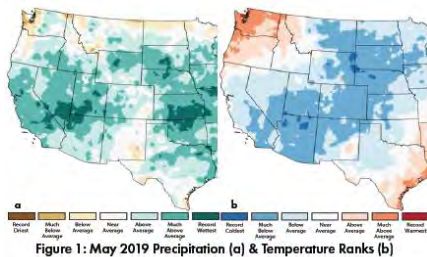 a
b
Record Driest
Much Below Average
Below Average
Near Average
Above Average
Much Above Average
Record Wettest
Record Coldest
Much Below Average
Below Average
Near Average
Above Average
Much Above Average
Record Warmest
Figure 1: May 2019 Precipitation (a) & Temperature Ranks (b)